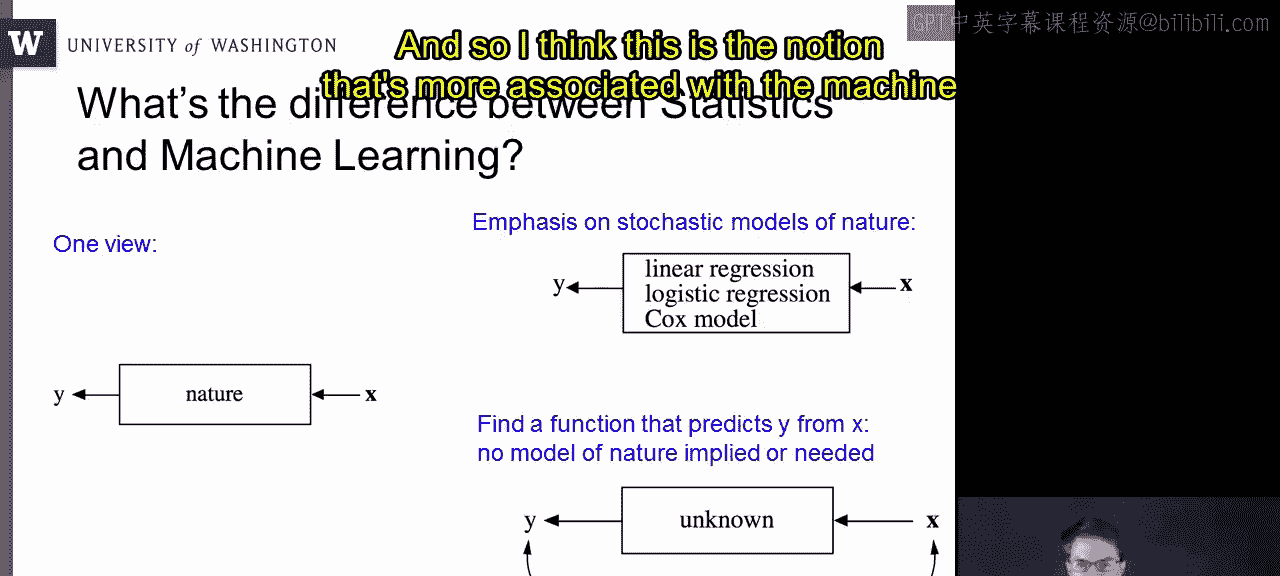 W UNIVERSITY of WASHINGTON
GPT中英字幕课程资源@bilibili.com
And so I think this is the notion
that's more associated with the machine
What's the difference between Statistics
and Machine Learning?
One view:
y
nature
x
Emphasis on stochastic models of nature:
y
linear regression
logistic regression
Cox model
x
Find a function that predicts y from x:
no model of nature implied or needed
y
unknown
x